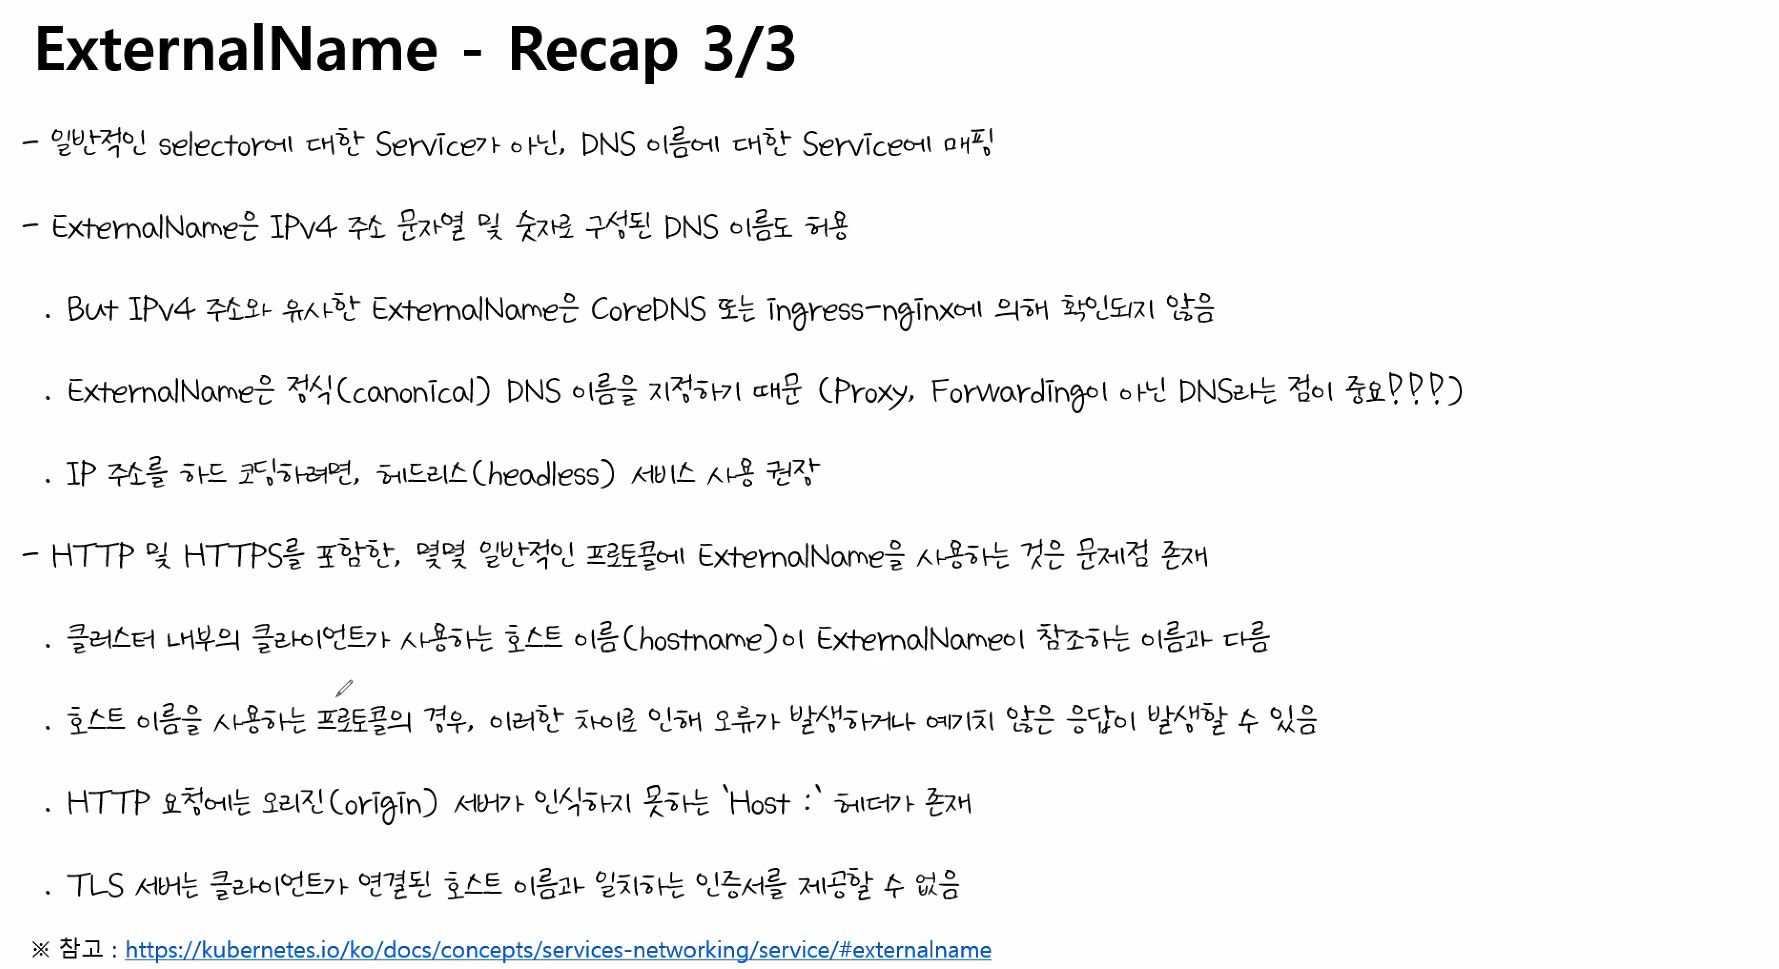 ExternalName - Recap 3/3
- 일반적인 selector에 대한 Service가 아닌, DNS 이름에 대한 Service에 매핑
- ExternalName은 IPv4 주소 문자열 및 숫자로 구성된 DNS 이름도 허용
. But IPv4 주소와 유사한 ExternalName은 CoreDNS 또는 ingress-nginx에 의해 확인되지 않음
. ExternalName은 정식(canonical) DNS 이름을 지정하기 때문 (Proxy, Forwarding이 아닌 DNS라는 점이 중요!?!?!?)
. IP 주소를 하드 코딩하려면, 헤드리스(headless) 서비스 사용 권장
- HTTP 및 HTTPS를 포함한, 몇몇 일반적인 프로토콜에 ExternalName을 사용하는 것은 문제점 존재
. 클러스터 내부의 클라이언트가 사용하는 호스트 이름(hostname)이 ExternalName이 참조하는 이름과 다름
. 호스트 이름을 사용하는 프로토콜의 경우, 이러한 차이로 인해 오류가 발생하거나 예기치 않은 응답이 발생할 수 있음
. HTTP 요청에는 오리진(origin) 서버가 인식하지 못하는 `Host :` 헤더가 존재
. TLS 서버는 클라이언트가 연결된 호스트 이름과 일치하는 인증서를 제공할 수 없음
※ 참고 : https://kubernetes.io/ko/docs/concepts/services-networking/service/#externalname